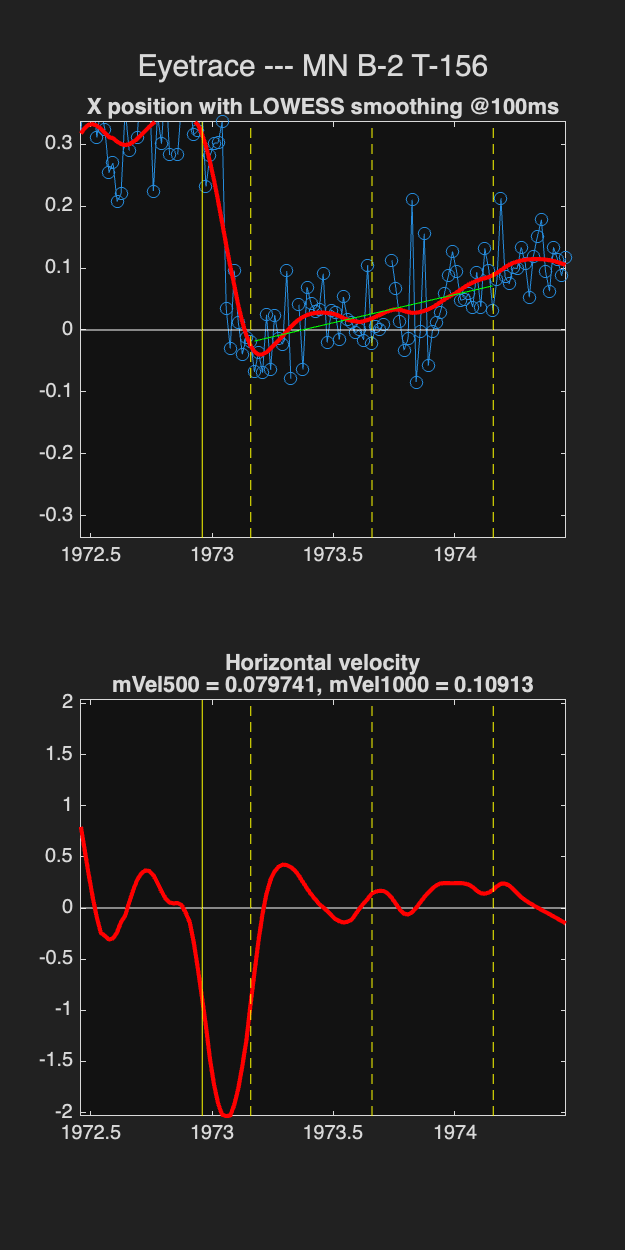 Eyetrace --- MN B-2 T-156
X position with LOWESS smoothing @100ms
0.3
0.2
0.1
0
-0.1
-0.2
-0.3
1972.5 1973 1973.5 1974
Horizontal velocity
mVel500 = 0.079741, mVel1000 = 0.10913
2
1.5
1
0.5
0
-0.5
-1
-1.5
-2
1972.5 1973 1973.5 1974